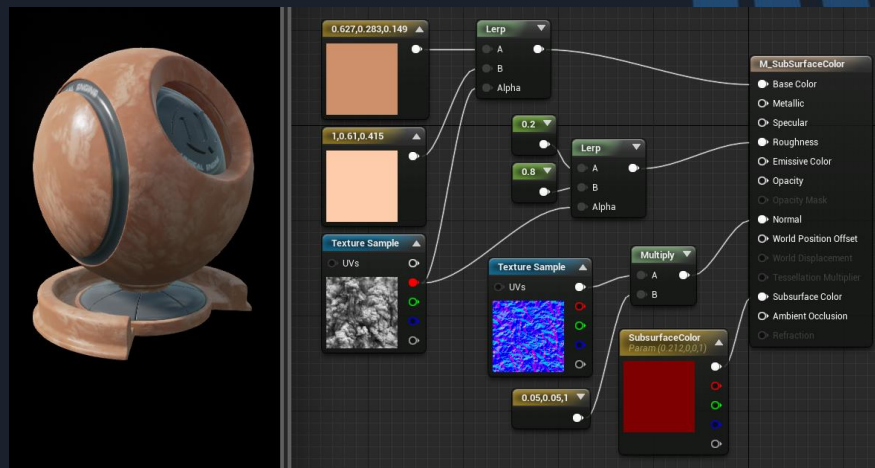 0.627,0.283,0.149
Lerp
A
B
Alpha
1,0.61,0.415
0.2
0.8
Lerp
A
B
Alpha
Texture Sample
UVs
Texture Sample
UVs
Multiply
A
B
0.05,0.05,1
SubsurfaceColor
Param (0.212,0,0,1)
M_SubSurfaceColor
Base Color
Metallic
Specular
Roughness
Emissive Color
Opacity
Opacity Mask
Normal
World Position Offset
World Displacement
Tessellation Multiplier
Subsurface Color
Ambient Occlusion
Refraction